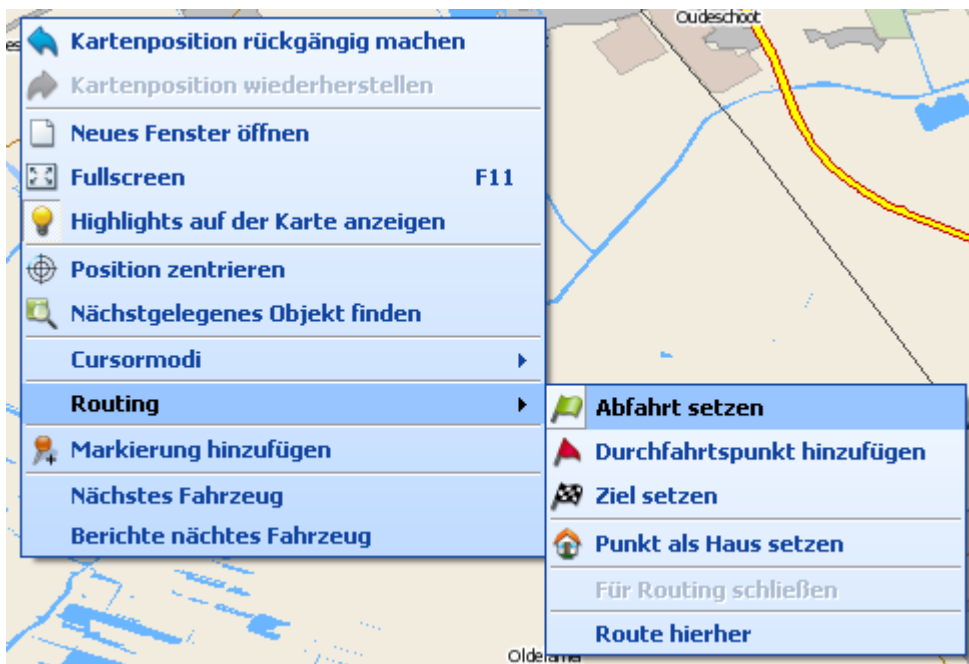 Oudeschoot
Kartenposition rückgängig machen
Kartenposition wiederherstellen
Neues Fenster öffnen
Fullscreen F11
Highlights auf der Karte anzeigen
Position zentrieren
Nächstgelegenes Objekt finden
Cursormodi
Routing
Markierung hinzufügen
Nächstes Fahrzeug
Berichte nächtes Fahrzeug
Abfahrt setzen
Durchfahrtspunkt hinzufügen
Ziel setzen
Punkt als Haus setzen
Für Routing schließen
Route hierher